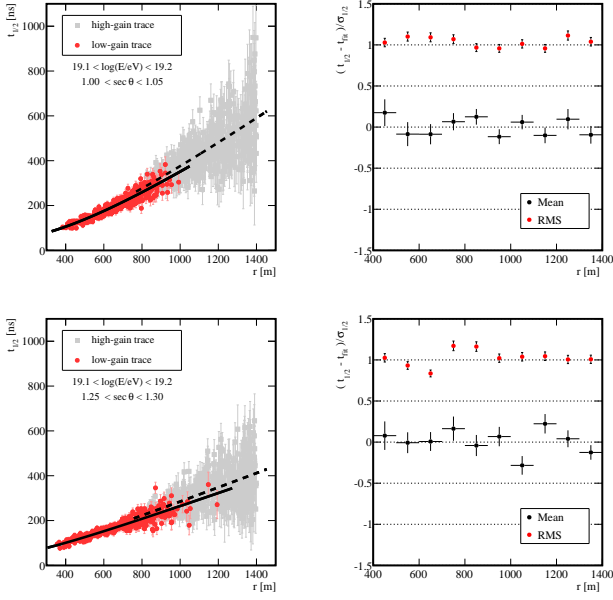 t1/2 [ns]
1000
800
600
400
200
0
high-gain trace
low-gain trace
19.1 < log(E/eV) < 19.2
1.00 < sec θ < 1.05
400 600 800 1000 1200 1400
r [m]
( t1/2 - tfit )/σ1/2
1.5
1
0.5
0
-0.5
-1
-1.5
Mean
RMS
400 600 800 1000 1200 1400
r [m]
t1/2 [ns]
1000
800
600
400
200
0
high-gain trace
low-gain trace
19.1 < log(E/eV) < 19.2
1.25 < sec θ < 1.30
400 600 800 1000 1200 1400
r [m]
( t1/2 - tfit )/σ1/2
1.5
1
0.5
0
-0.5
-1
-1.5
Mean
RMS
400 600 800 1000 1200 1400
r [m]